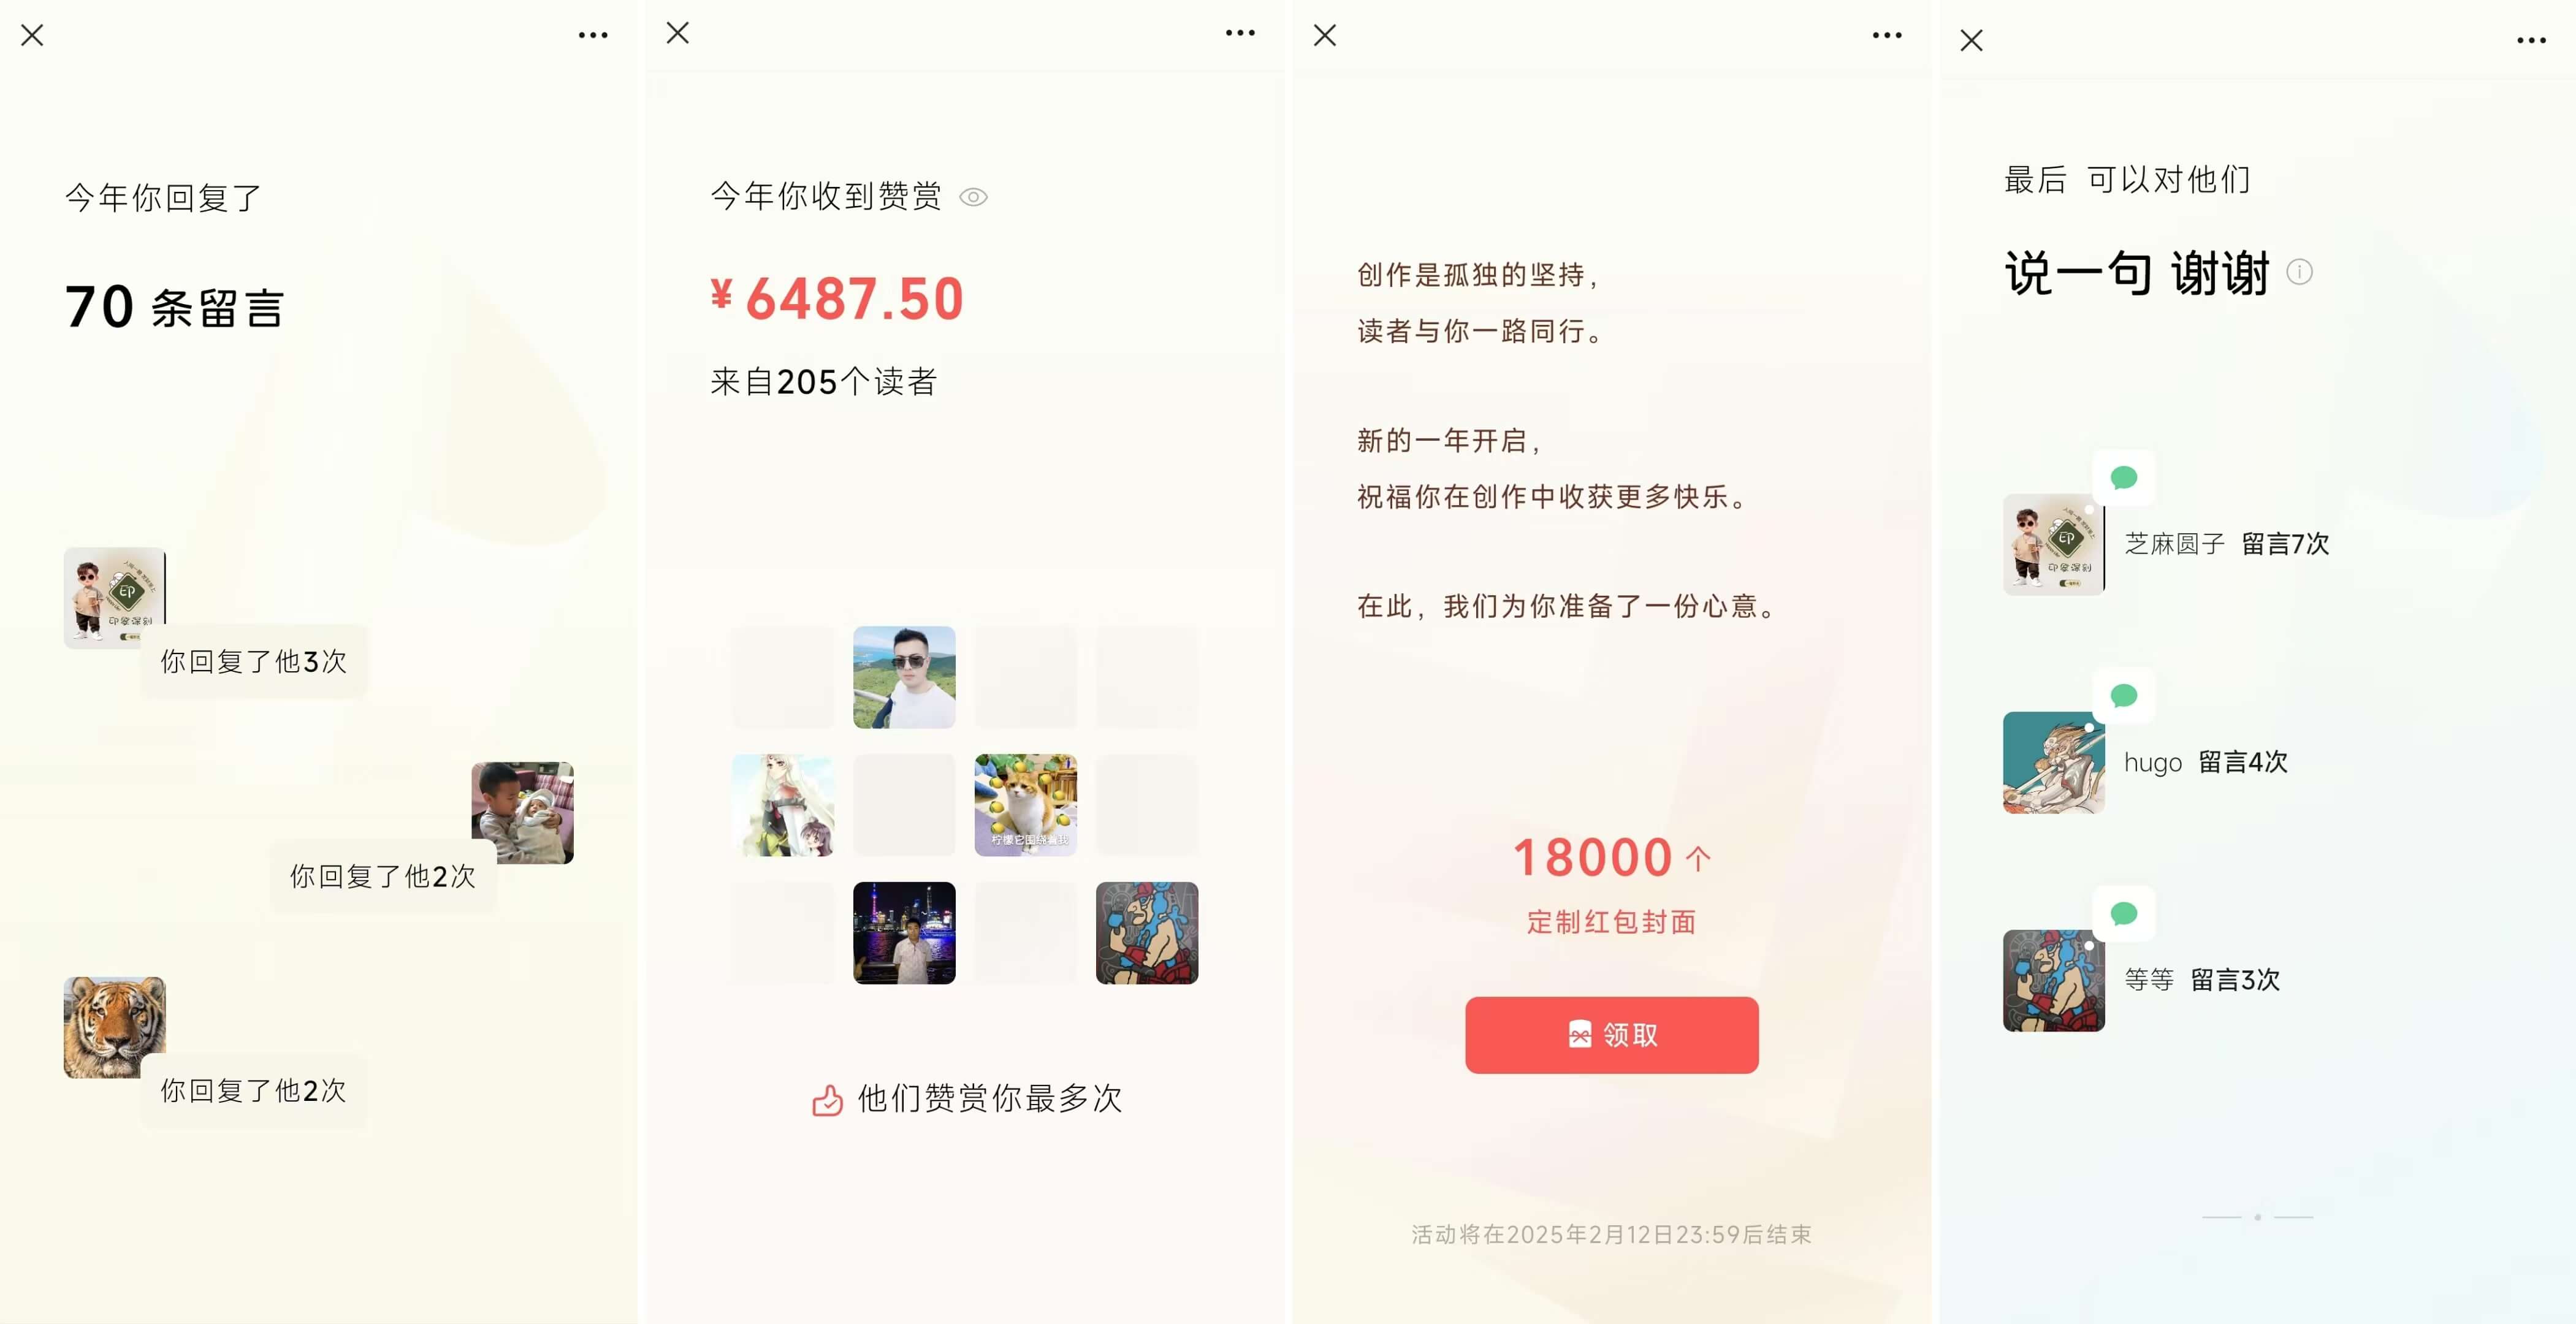 今年你回复了
70 条留言
你回复了他3次
你回复了他2次
你回复了他2次
今年你收到赞赏
¥ 6487.50
来自205个读者
柠檬它围绕着我
他们赞赏你最多次
创作是孤独的坚持，
读者与你一路同行。
新的一年开启，
祝福你在创作中收获更多快乐。
在此，我们为你准备了一份心意。
18000 个
定制红包封面
领取
活动将在2025年2月12日23:59后结束
最后 可以对他们
说一句 谢谢
EP
芝麻圆子 留言7次
hugo 留言4次
等等 留言3次